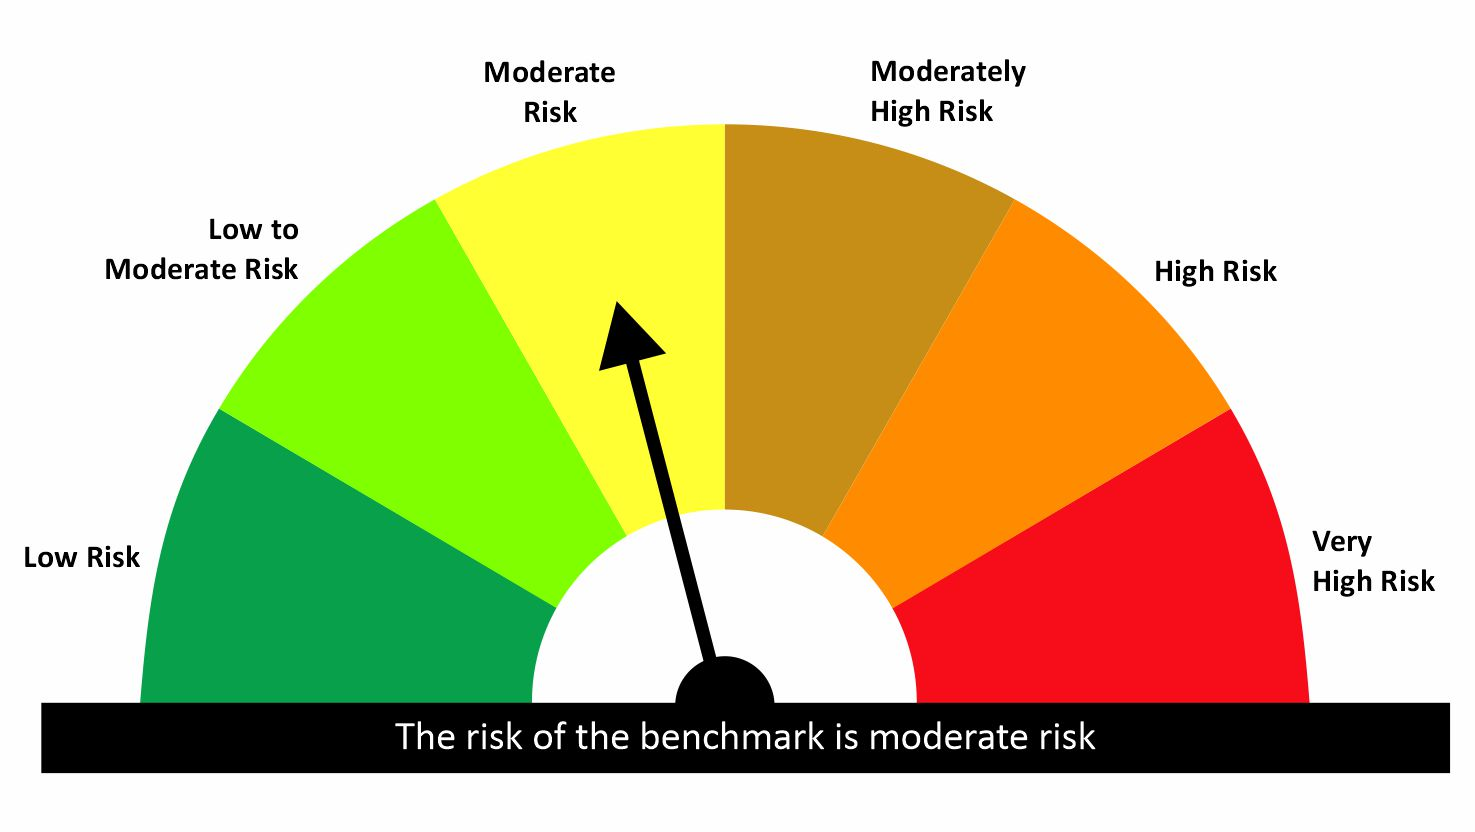 Moderate
Risk
Moderately
High Risk
Low to
Moderate Risk
High Risk
Low Risk
Very
High Risk
The risk of the benchmark is moderate risk